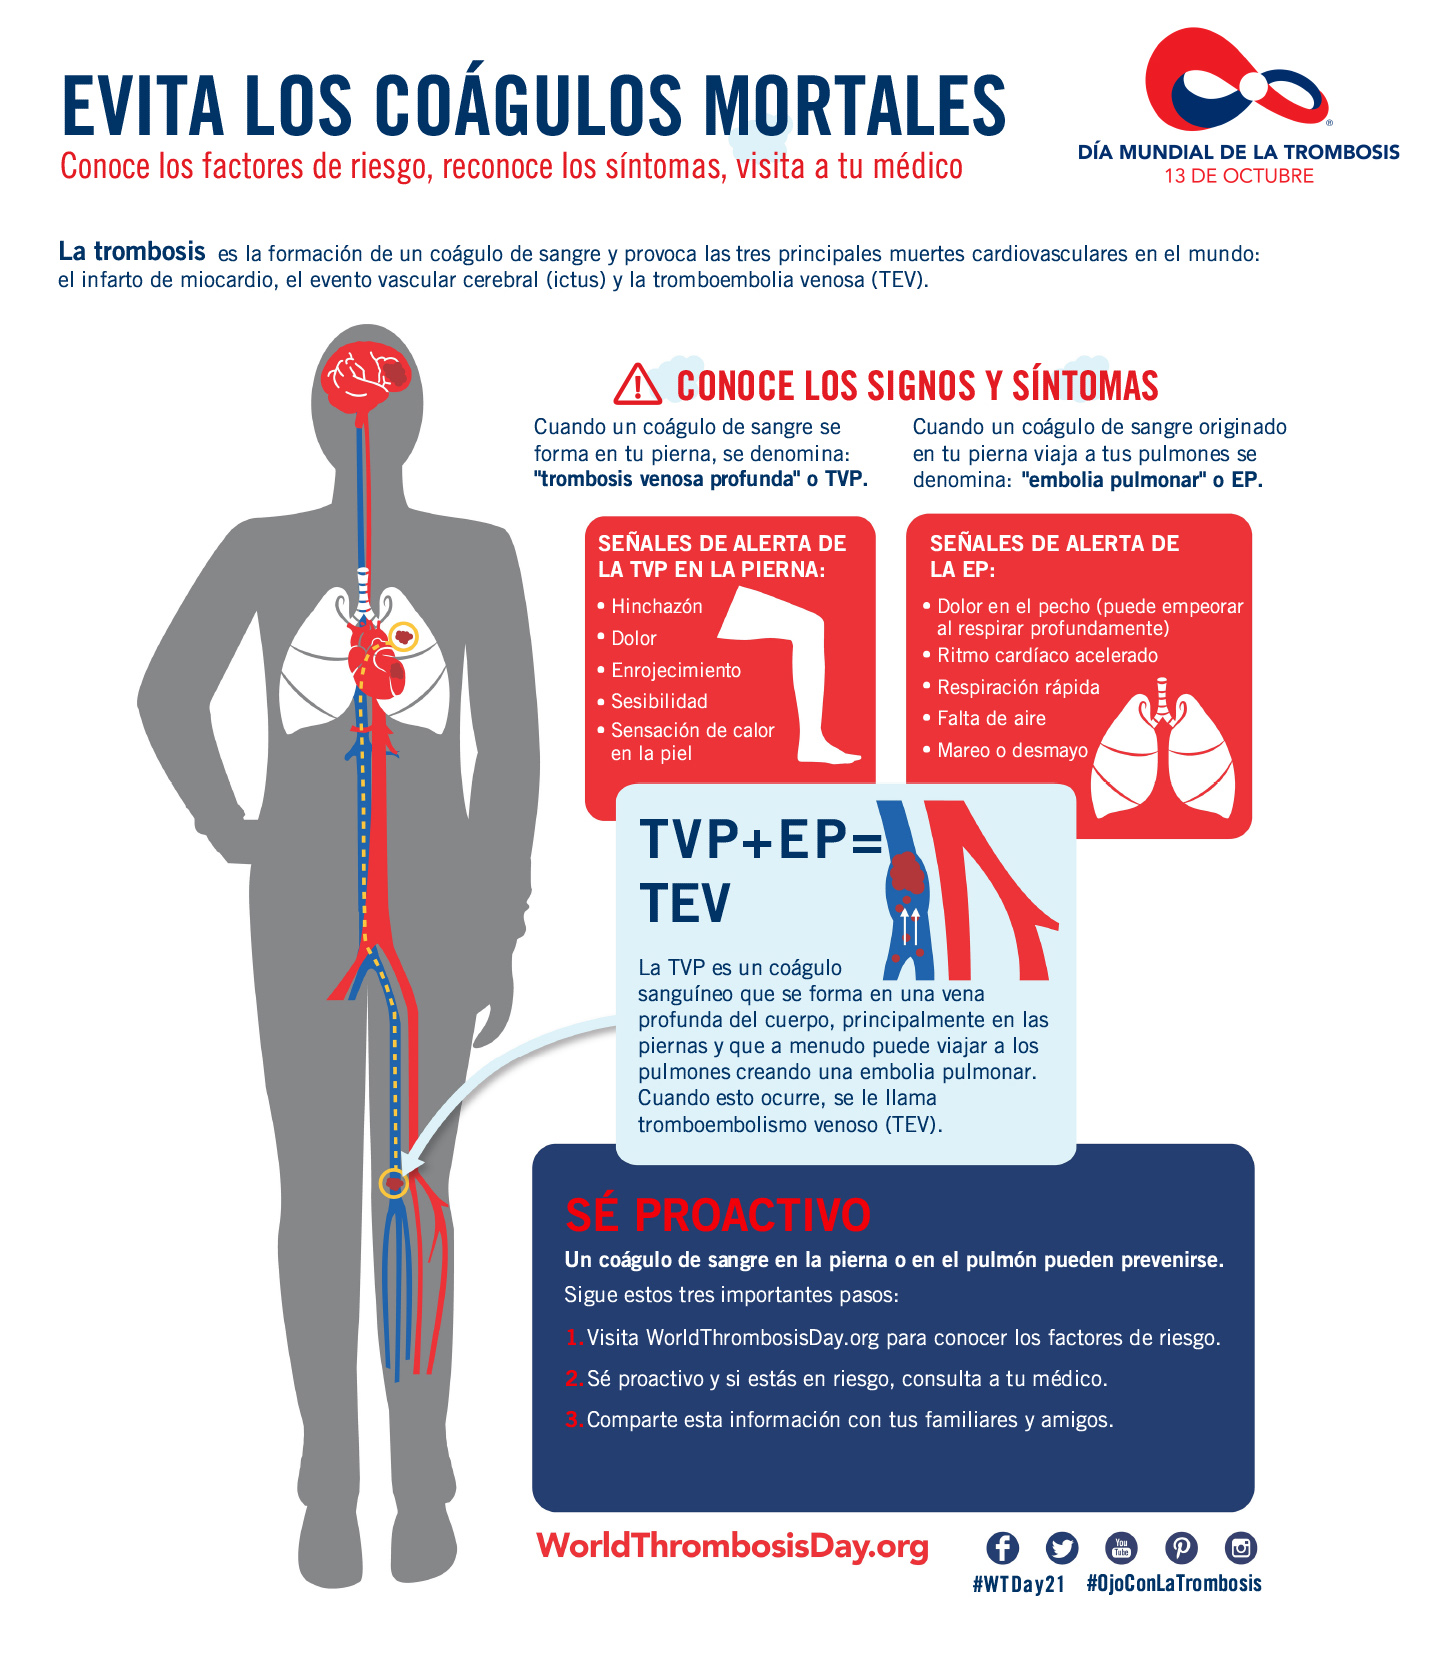 EVITA LOS COÁGULOS MORTALES
Conoce los factores de riesgo, reconoce los síntomas, visita a tu médico
®
DÍA MUNDIAL DE LA TROMBOSIS
13 DE OCTUBRE
La trombosis es la formación de un coágulo de sangre y provoca las tres principales muertes cardiovasculares en el mundo:
el infarto de miocardio, el evento vascular cerebral (ictus) y la tromboembolia venosa (TEV).
CONOCE LOS SIGNOS Y SÍNTOMAS
Cuando un coágulo de sangre se
forma en tu pierna, se denomina:
"trombosis venosa profunda" o TVP.
Cuando un coágulo de sangre originado
en tu pierna viaja a tus pulmones se
denomina: "embolia pulmonar" o EP.
SEÑALES DE ALERTA DE
LA TVP EN LA PIERNA:
• Hinchazón
• Dolor
• Enrojecimiento
• Sesibilidad
• Sensación de calor
en la piel
SEÑALES DE ALERTA DE
LA EP:
• Dolor en el pecho (puede empeorar
al respirar profundamente)
• Ritmo cardíaco acelerado
• Respiración rápida
• Falta de aire
• Mareo o desmayo
TVP+EP=
TEV
La TVP es un coágulo
sanguíneo que se forma en una vena
profunda del cuerpo, principalmente en las
piernas y que a menudo puede viajar a los
pulmones creando una embolia pulmonar.
Cuando esto ocurre, se le llama
tromboembolismo venoso (TEV).
SÉ PROACTIVO
Un coágulo de sangre en la pierna o en el pulmón pueden prevenirse.
Sigue estos tres importantes pasos:
1. Visita WorldThrombosisDay.org para conocer los factores de riesgo.
2. Sé proactivo y si estás en riesgo, consulta a tu médico.
3. Comparte esta información con tus familiares y amigos.
WorldThrombosisDay.org
You
Tube
#WTDay21 #OjoConLaTrombosis